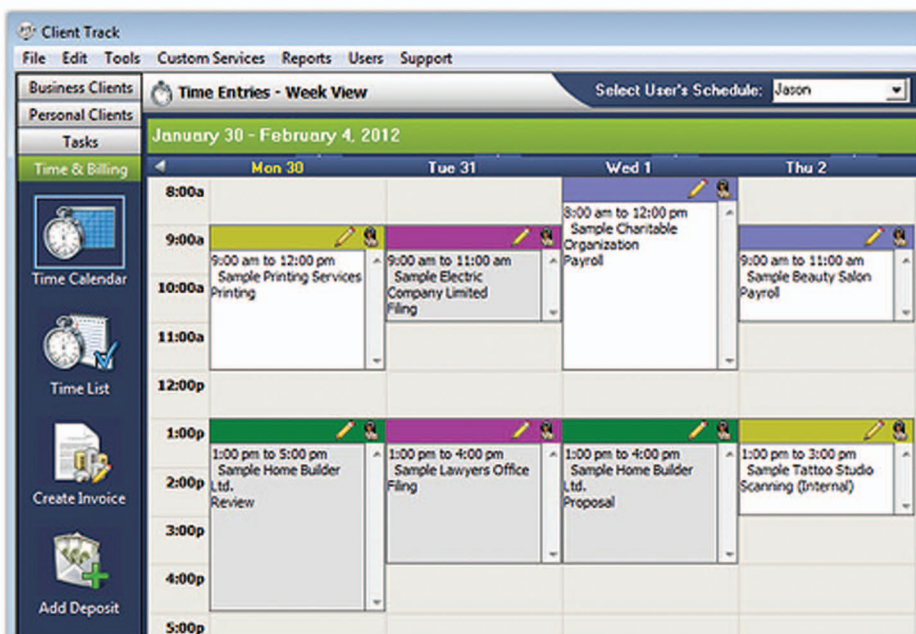 Client Track
File Edit Tools Custom Services Reports Users Support
Business Clients
Personal Clients
Tasks
Time & Billing
Time Calendar
Time List
Create Invoice
Add Deposit
Time Entries - Week View
Select User's Schedule: Jason
January 30 - February 4, 2012
Mon 30 Tue 31 Wed 1 Thu 2
8:00a
9:00a
10:00a
11:00a
12:00p
1:00p
2:00p
3:00p
4:00p
5:00p
9:00 am to 12:00 pm
Sample Printing Services
Printing
1:00 pm to 5:00 pm
Sample Home Builder
Ltd.
Review
9:00 am to 11:00 am
Sample Electric
Company Limited
Filing
1:00 pm to 4:00 pm
Sample Lawyers Office
Filing
8:00 am to 12:00 pm
Sample Charitable
Organization
Payroll
1:00 pm to 4:00 pm
Sample Home Builder
Ltd.
Proposal
9:00 am to 11:00 am
Sample Beauty Salon
Payroll
1:00 pm to 3:00 pm
Sample Tattoo Studio
Scanning (Internal)